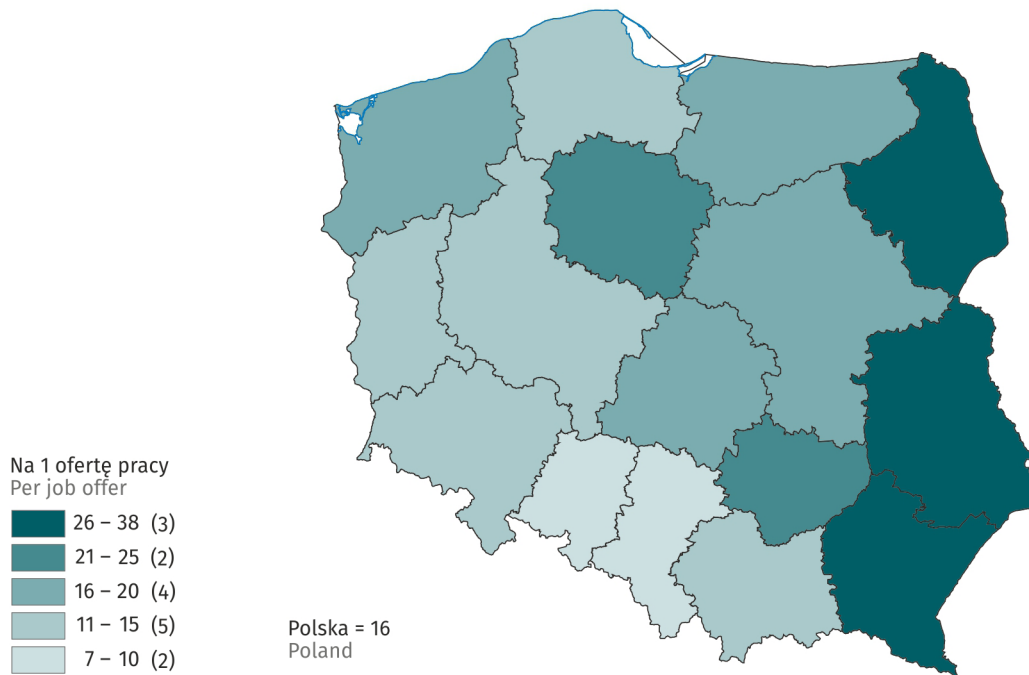 Na 1 ofertę pracy
Per job offer
26 – 38 (3)
21 – 25 (2)
16 – 20 (4)
11 – 15 (5)
7 – 10 (2)
Polska = 16
Poland